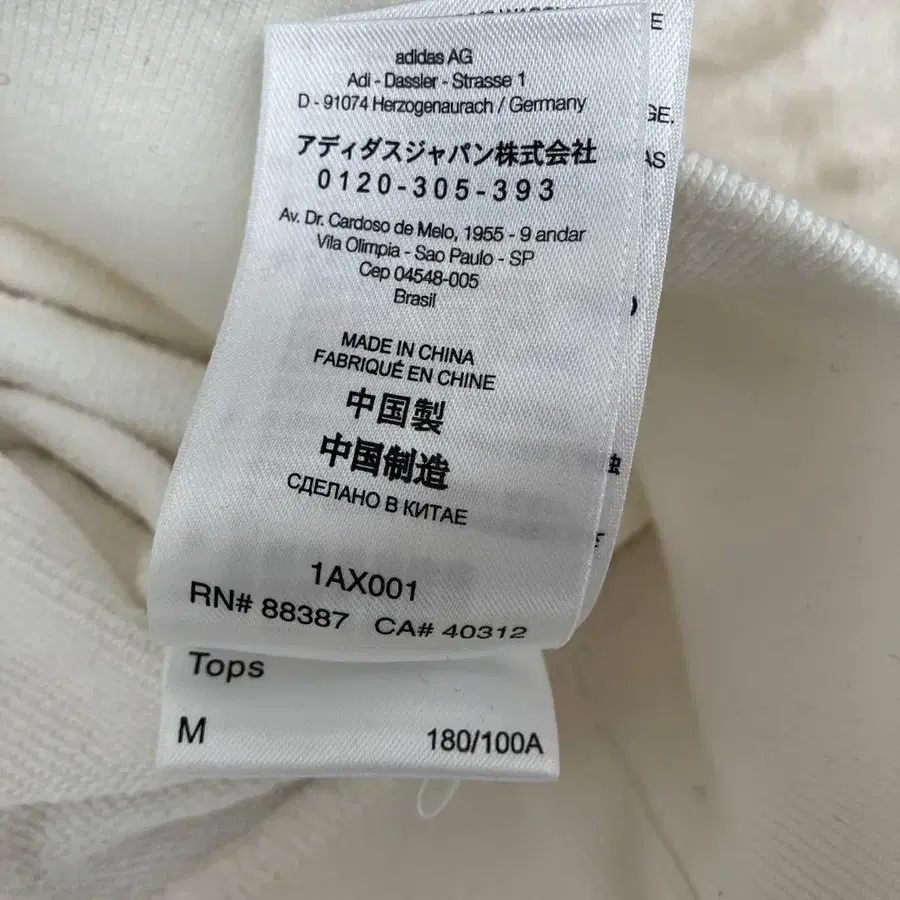 adidas AG
Adi - Dassler - Strasse 1
D - 91074 Herzogenaurach / Germany
アディダスジャパン株式会社
0120-305-393
Av. Dr. Cardoso de Melo, 1955 - 9 andar
Vila Olimpia - Sao Paulo - SP
Cep 04548-005
Brasil
MADE IN CHINA
FABRIQUÉ EN CHINE
中国製
中国制造
СДЕЛАНО В КИТАЕ
1AX001
RN# 88387 CA# 40312
Tops
M 180/100A